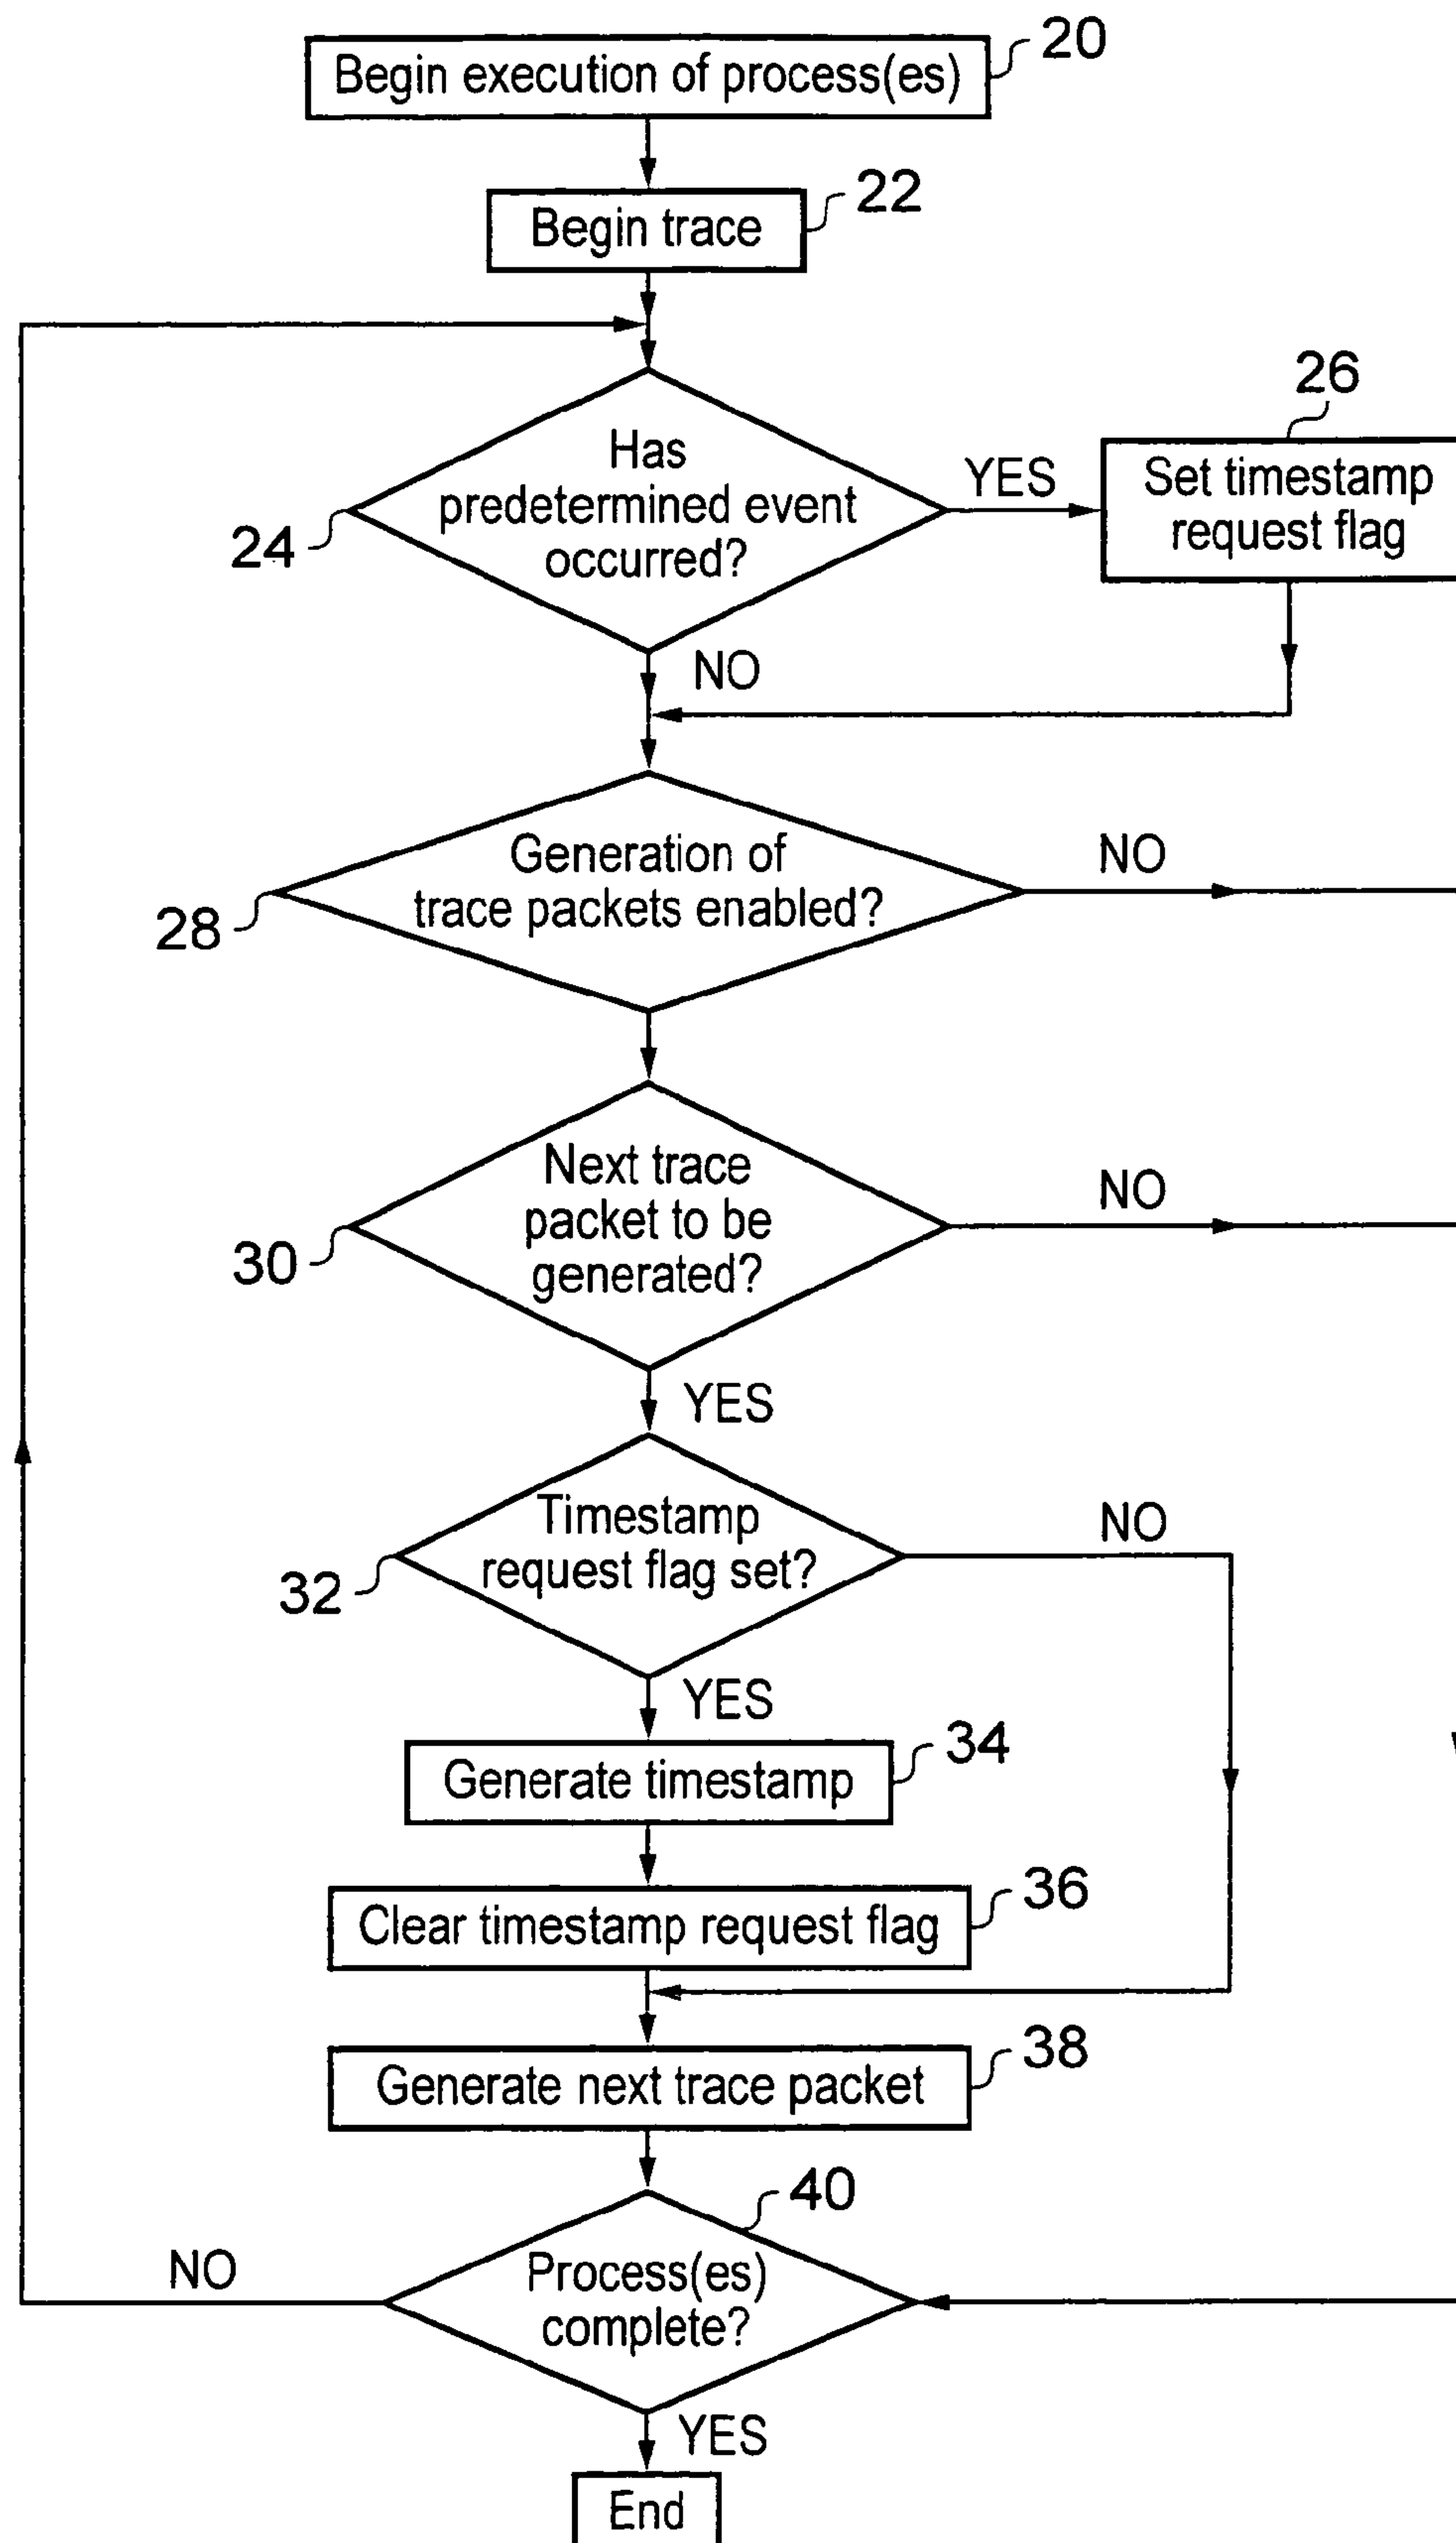 Begin execution of process(es)
20
Begin trace
22
Has
predetermined event
occurred?
24
YES
26
Set timestamp
request flag
NO
Generation of
trace packets enabled?
28
NO
Next trace
packet to be
generated?
30
NO
YES
Timestamp
request flag set?
32
NO
YES
Generate timestamp
34
Clear timestamp request flag
36
Generate next trace packet
38
Process(es)
complete?
40
NO
YES
End